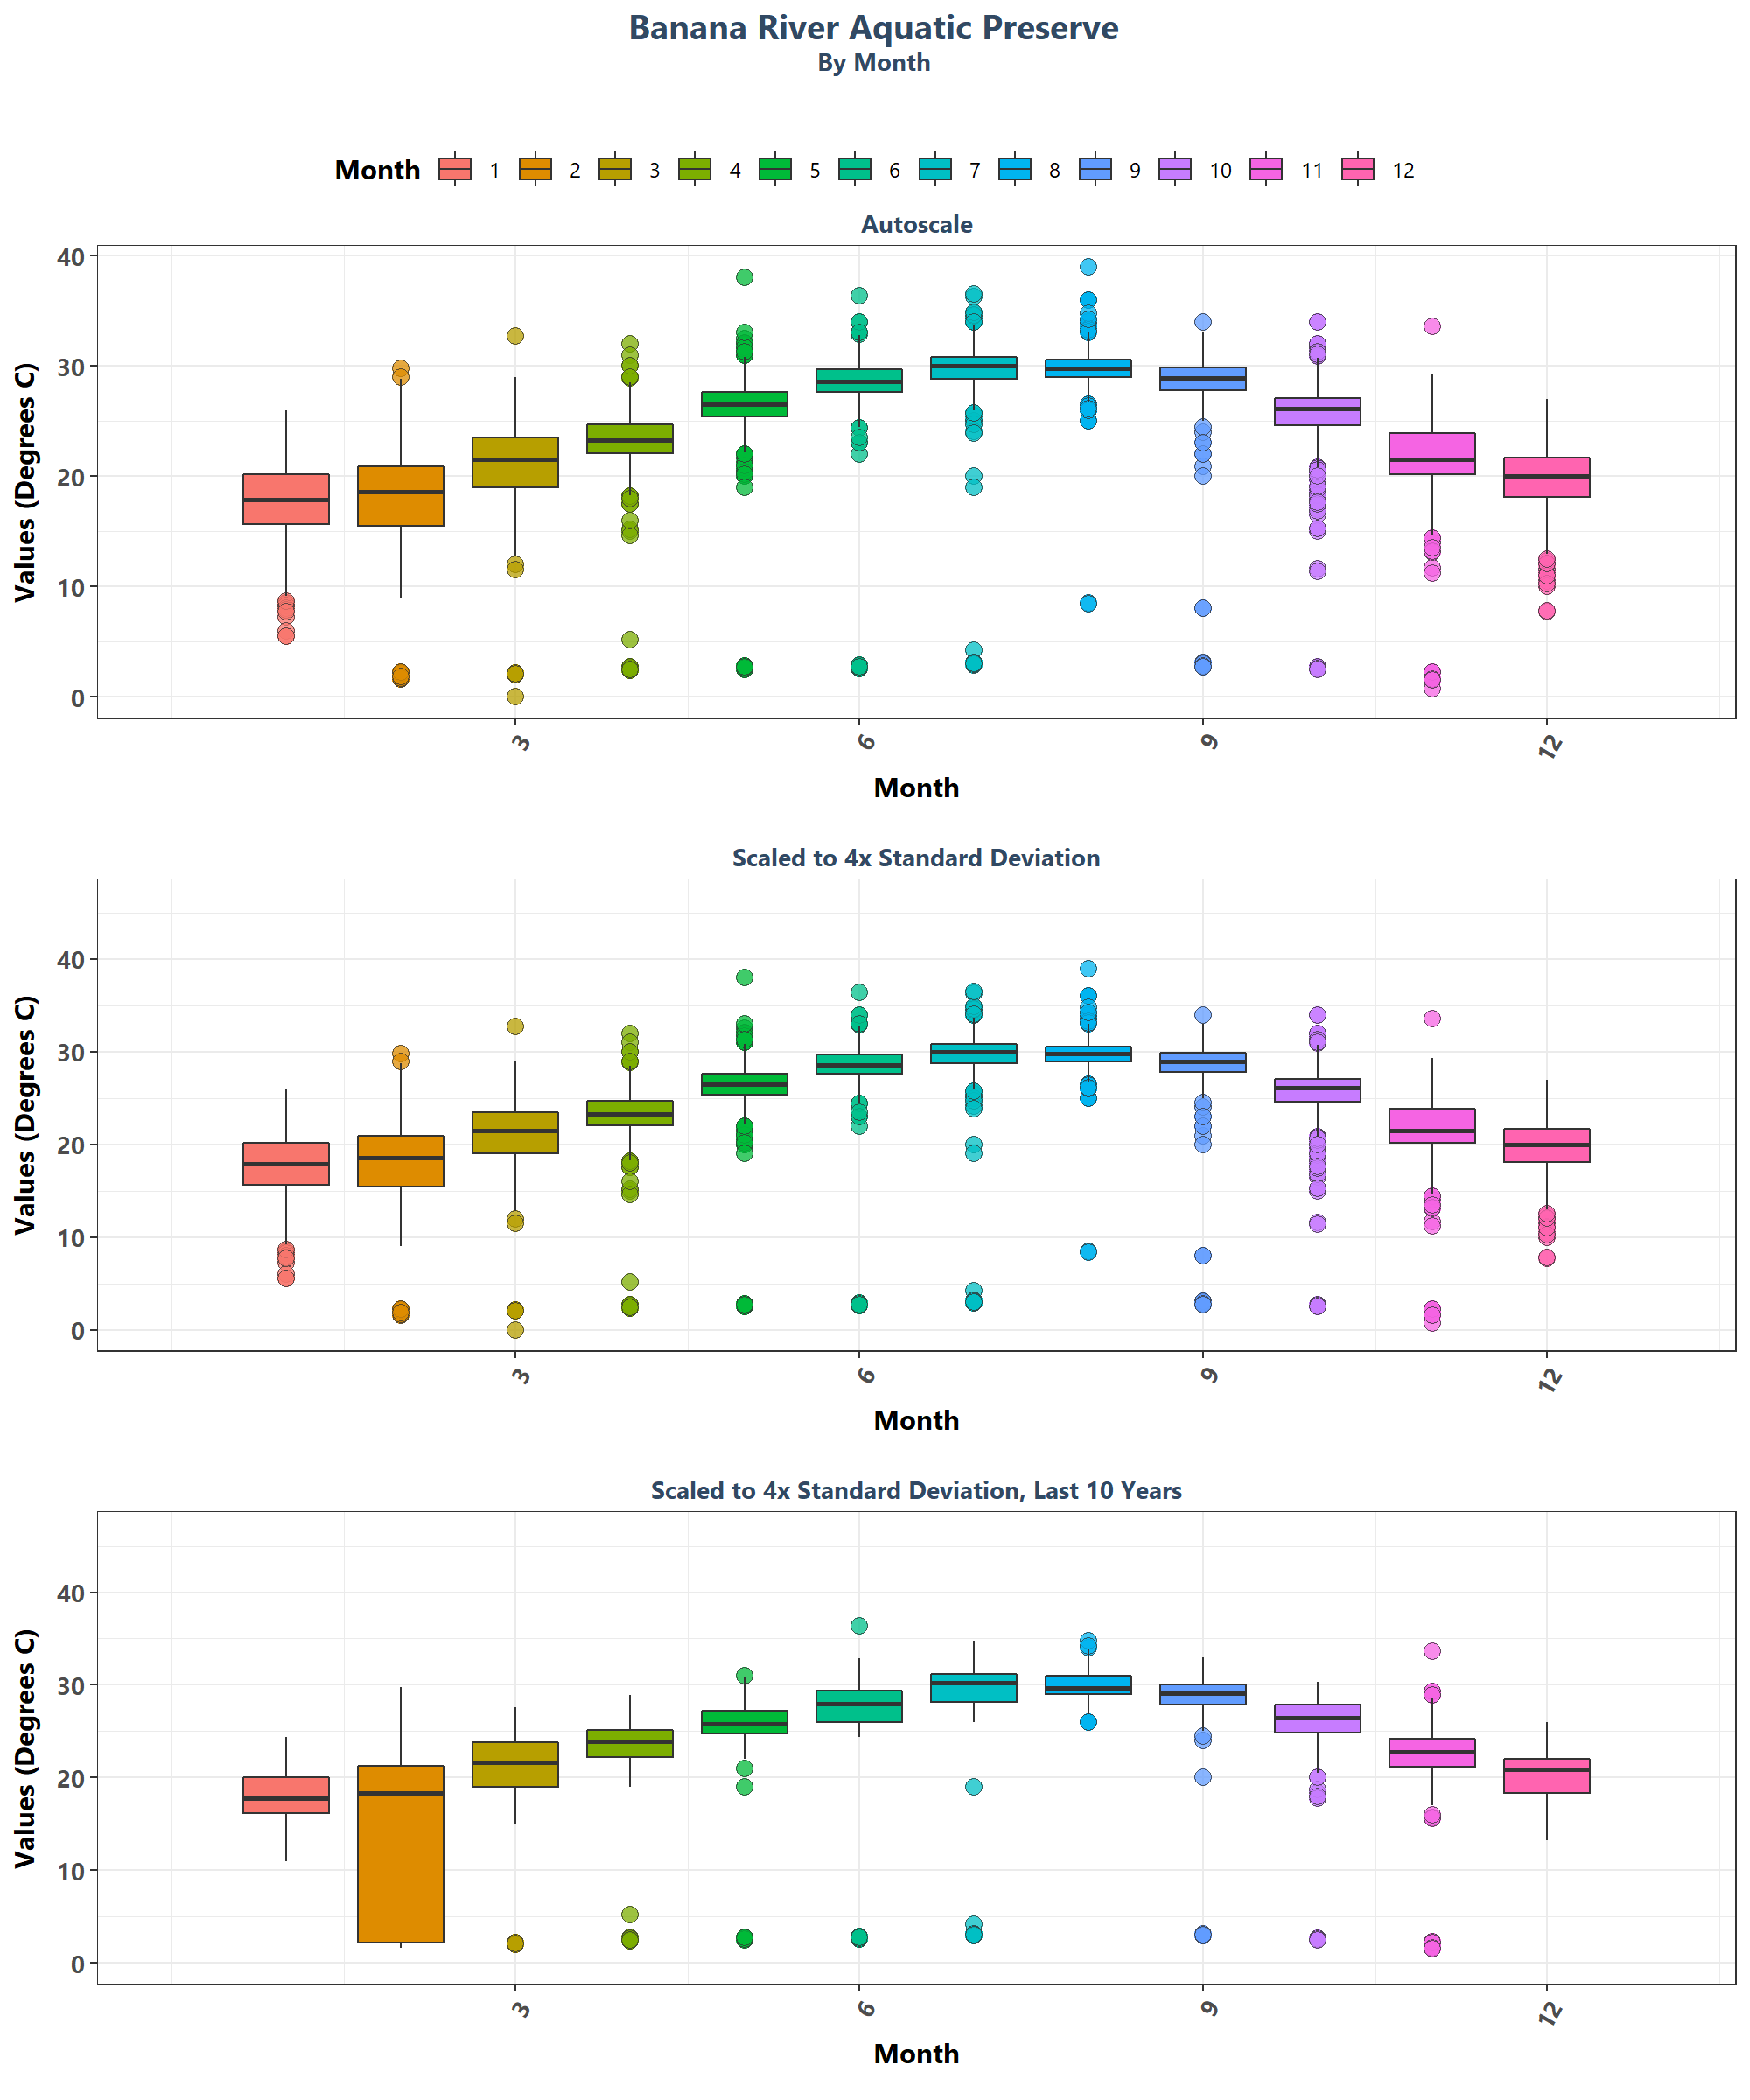 Banana River Aquatic Preserve
By Month
Month 1 2 3 4 5 6 7 8 9 10 11 12
Autoscale
Values (Degrees C)
40
30
20
10
0
3 6 9 12
Month
Scaled to 4x Standard Deviation
Values (Degrees C)
40
30
20
10
0
3 6 9 12
Month
Scaled to 4x Standard Deviation, Last 10 Years
Values (Degrees C)
40
30
20
10
0
3 6 9 12
Month